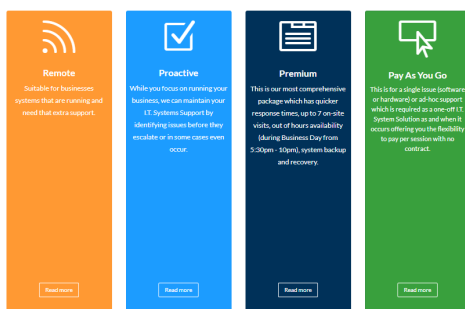 Remote
Suitable for businesses
systems that are running and
need that extra support.
Read more
Proactive
While you focus on running your
business, we can maintain your
I.T. Systems Support by
identifying issues before they
escalate or in some cases even
occur.
Read more
Premium
This is our most comprehensive
package which has quicker
response times, up to 7 on-site
visits, out of hours availability
(during Business Day from
5:30pm - 10pm), system backup
and recovery.
Read more
Pay As You Go
This is for a single issue (software
or hardware) or ad-hoc support
which is required as a one-off I.T.
System Solution as and when it
occurs offering you the flexibility
to pay per session with no
contract.
Read more